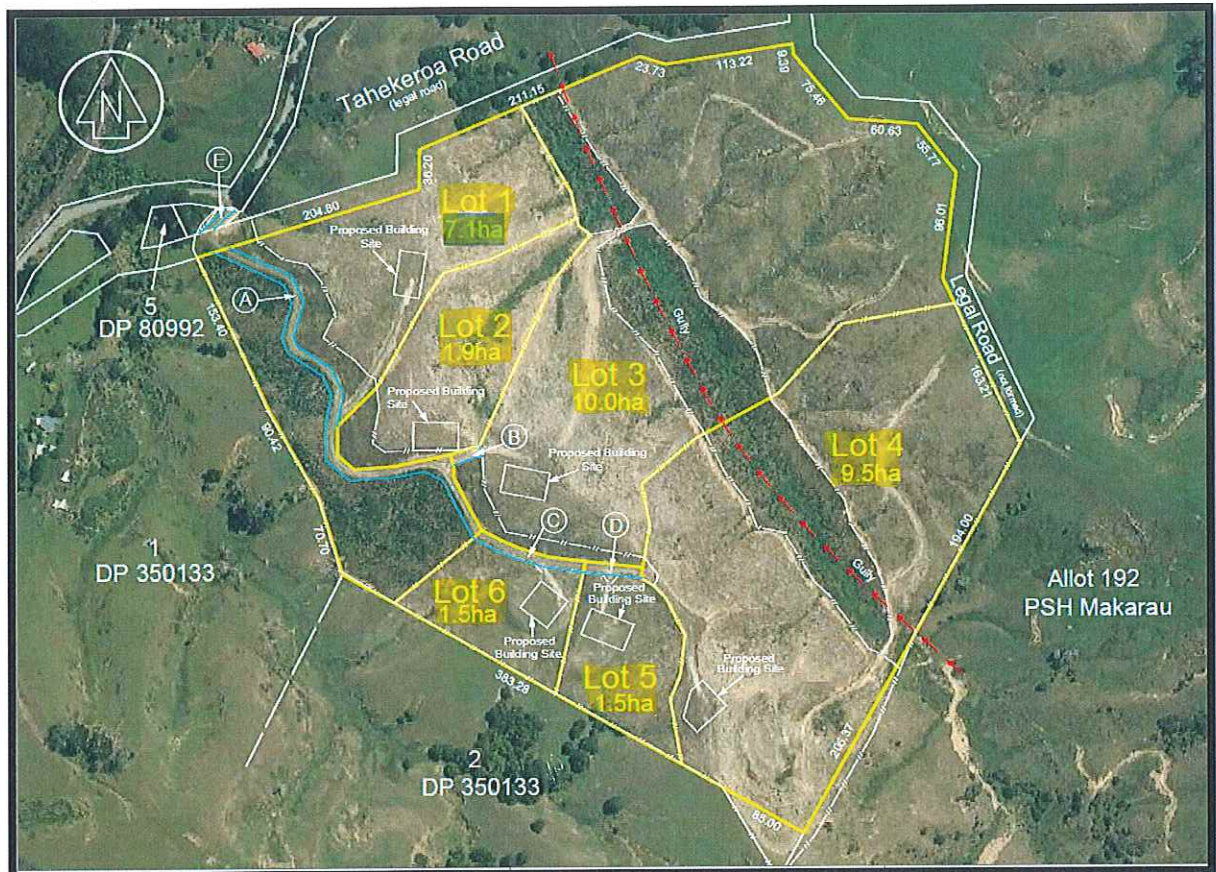 N
Tahekeroa Road
(legal road)
211.15
23.73
113.22
9.39
75.46
60.63
55.77
96.01
Legal Road (not formed)
163.21
194.00
205.37
85.00
383.28
70.70
90.42
153.40
204.80
36.20
E
5
DP 80992
A
Lot 1
7.1ha
Proposed Building
Site
Lot 2
1.9ha
Proposed Building
Site
Lot 3
10.0ha
Proposed Building
Site
B
Gully
Lot 4
9.5ha
Gully
C
D
Lot 6
1.5ha
Proposed
Building Site
Proposed
Building Site
Lot 5
1.5ha
Proposed
Building Site
1
DP 350133
2
DP 350133
Allot 192
PSH Makarau